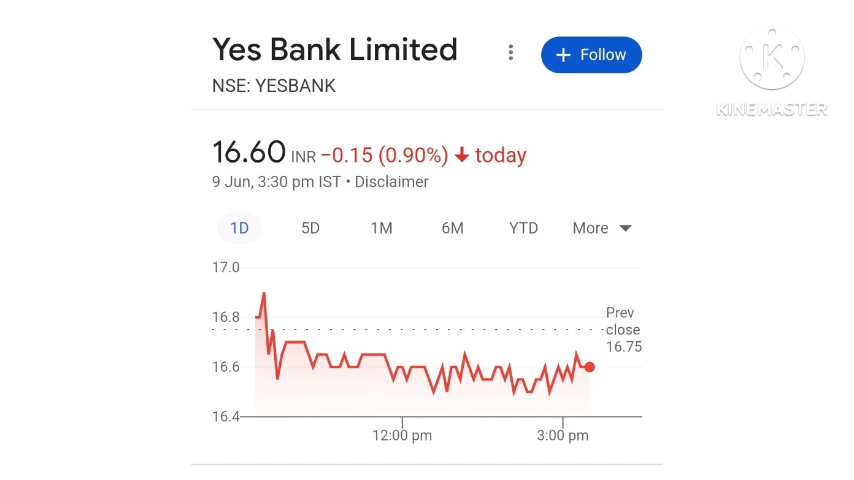 Yes Bank Limited
+ Follow
NSE: YESBANK
K
KINEMASTER
16.60 INR −0.15 (0.90%) ↓ today
9 Jun, 3:30 pm IST • Disclaimer
1D 5D 1M 6M YTD More
17.0
16.8
16.6
16.4
Prev
close
16.75
12:00 pm 3:00 pm